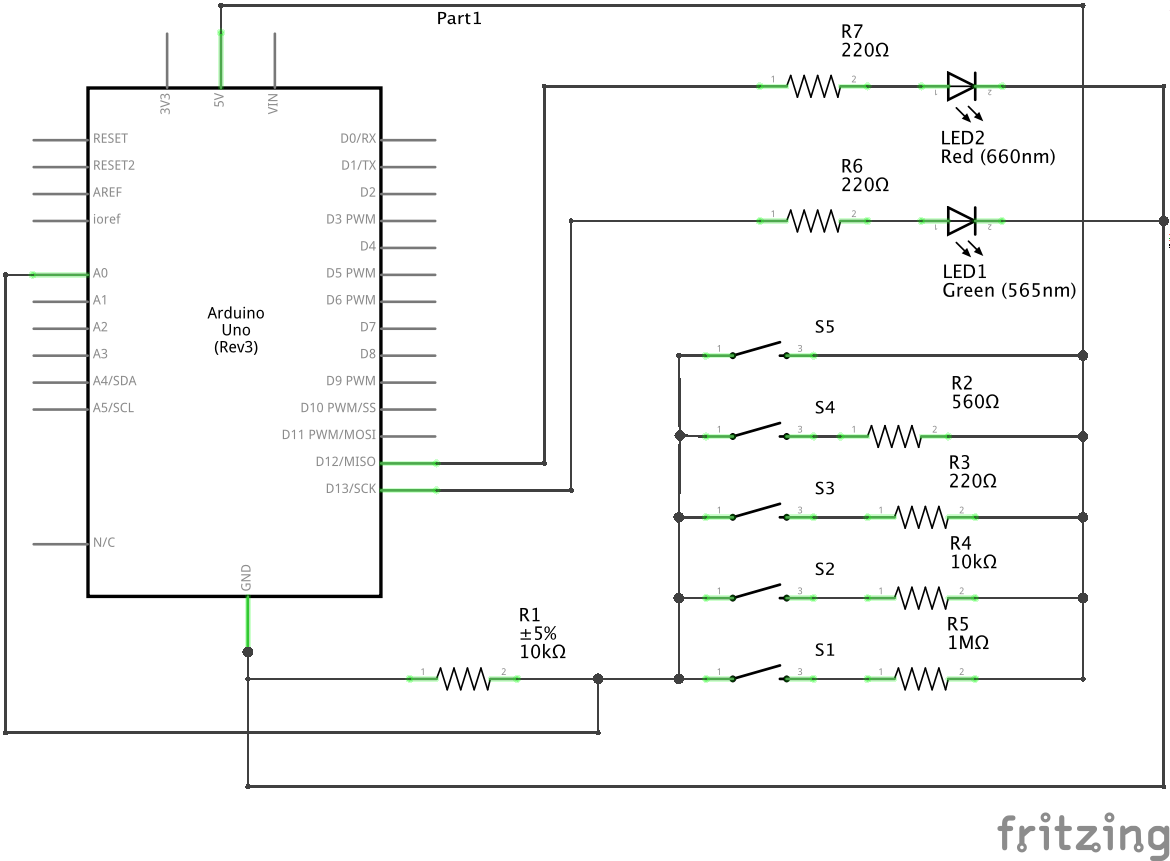 Part1
3V3
5V
VIN
RESET
RESET2
AREF
ioref
A0
A1
A2
A3
A4/SDA
A5/SCL
N/C
D0/RX
D1/TX
D2
D3 PWM
D4
D5 PWM
D6 PWM
D7
D8
D9 PWM
D10 PWM/SS
D11 PWM/MOSI
D12/MISO
D13/SCK
GND
Arduino
Uno
(Rev3)
R7
220Ω
1
2
1
2
LED2
Red (660nm)
R6
220Ω
1
2
1
2
LED1
Green (565nm)
S5
1
3
R2
560Ω
S4
1
3
1
2
R3
220Ω
S3
1
3
1
2
R4
10kΩ
S2
1
3
1
2
R5
1MΩ
S1
1
3
1
2
R1
±5%
10kΩ
1
2
fritzing